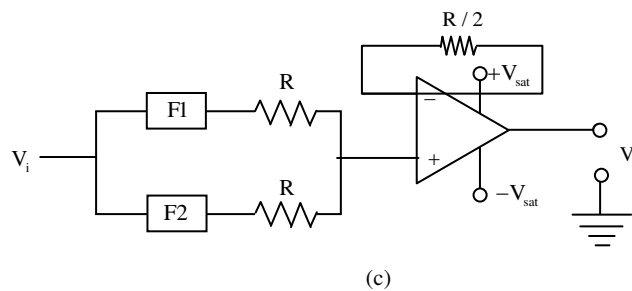 R / 2
F1
R
+V_sat
−
V_i
+
V
F2
R
−V_sat
(c)